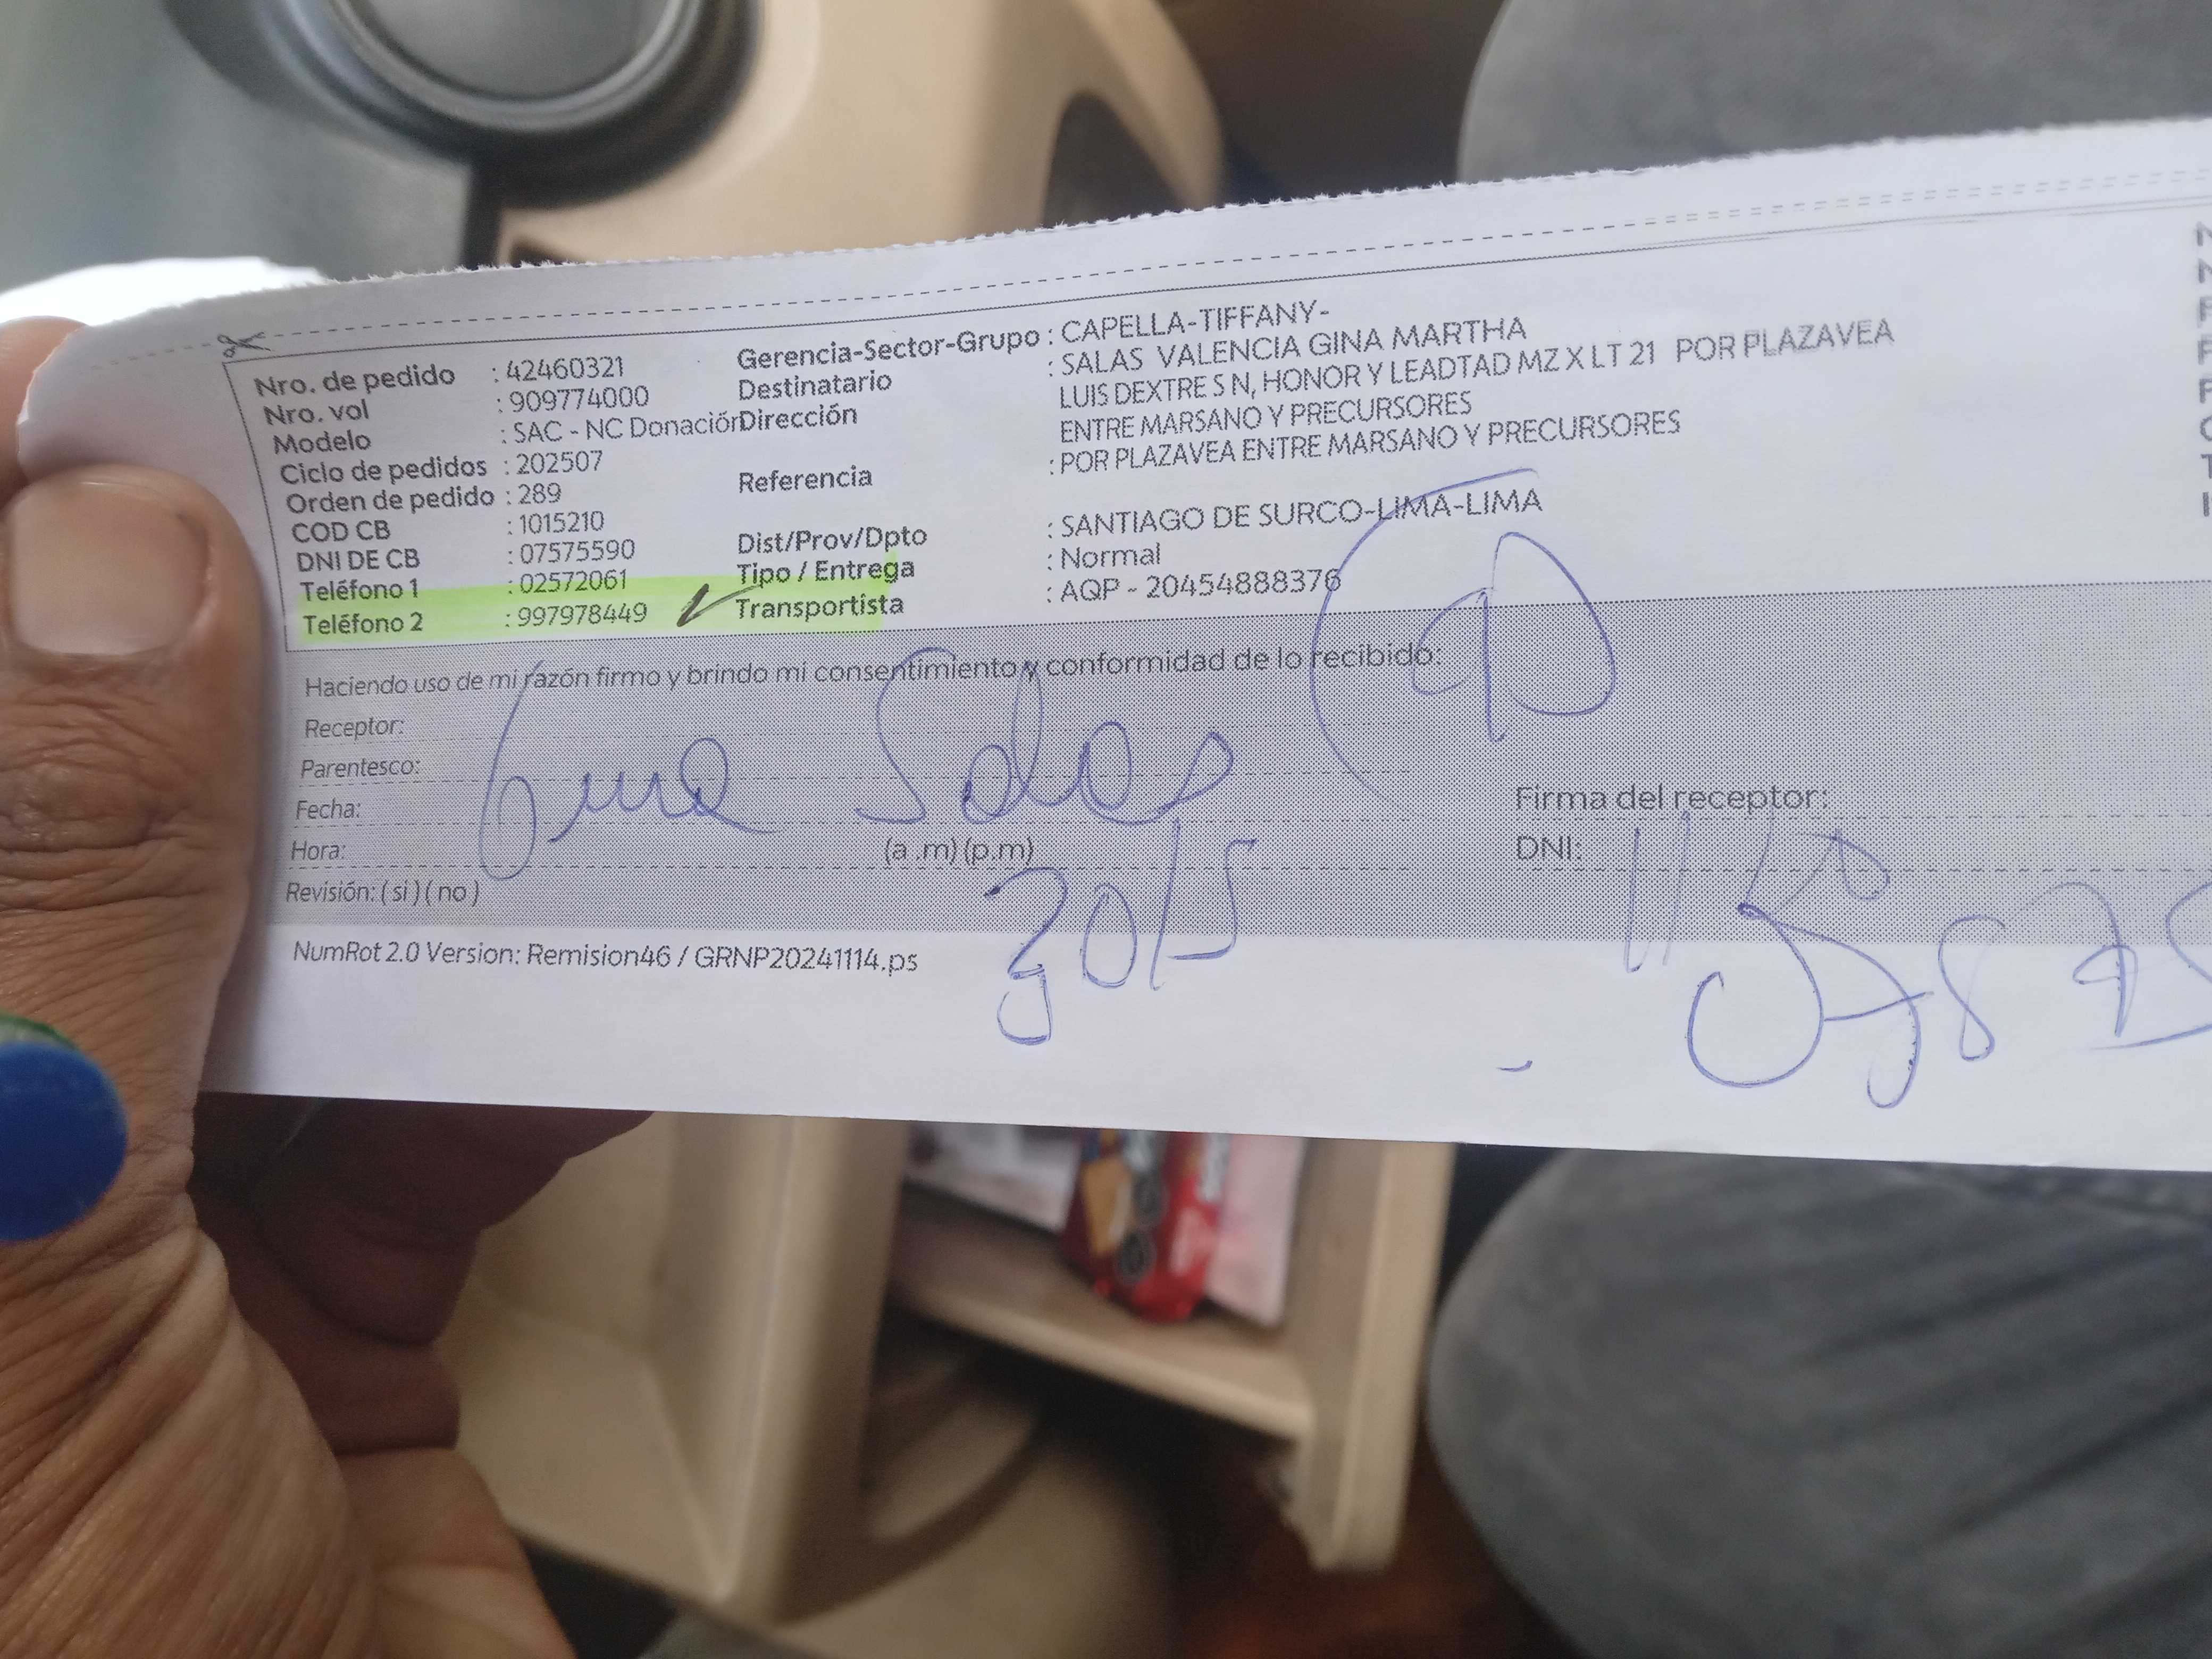 Nro. de pedido : 42460321
Nro. vol : 909774000
Modelo : SAC - NC Donación
Ciclo de pedidos : 202507
Orden de pedido : 289
COD CB : 1015210
DNI DE CB : 07575590
Teléfono 1 : 02572061
Teléfono 2 : 997978449
Gerencia-Sector-Grupo : CAPELLA-TIFFANY-
Destinatario : SALAS VALENCIA GINA MARTHA
Dirección LUIS DEXTRE S N, HONOR Y LEADTAD MZ X LT 21 POR PLAZAVEA
ENTRE MARSANO Y PRECURSORES
Referencia : POR PLAZAVEA ENTRE MARSANO Y PRECURSORES
Dist/Prov/Dpto : SANTIAGO DE SURCO-LIMA-LIMA
Tipo / Entrega : Normal
Transportista : AQP - 20454888376
Haciendo uso de mi razón firmo y brindo mi consentimiento y conformidad de lo recibido:
Receptor:
Parentesco:
Fecha:
Hora: (a .m) (p.m)
Revisión: ( si ) ( no )
Salas
Firma del receptor:
DNI:
NumRot 2.0 Version: Remision46 / GRNP20241114.ps